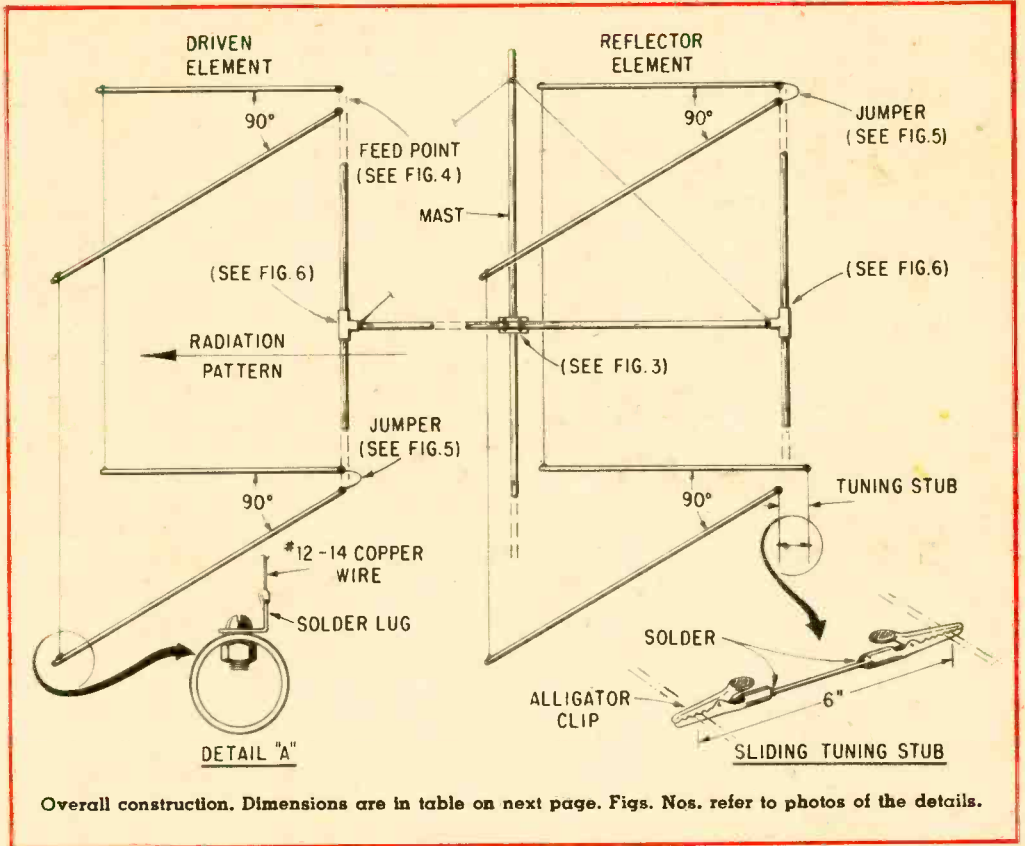 DRIVEN
ELEMENT
REFLECTOR
ELEMENT
90°
90°
JUMPER
(SEE FIG.5)
FEED POINT
(SEE FIG.4)
MAST
(SEE FIG.6)
(SEE FIG.6)
RADIATION
PATTERN
(SEE FIG.3)
JUMPER
(SEE FIG.5)
90°
90°
TUNING STUB
#12-14 COPPER
WIRE
SOLDER LUG
SOLDER
ALLIGATOR
CLIP
6"
DETAIL "A"
SLIDING TUNING STUB
Overall construction. Dimensions are in table on next page. Figs. Nos. refer to photos of the details.